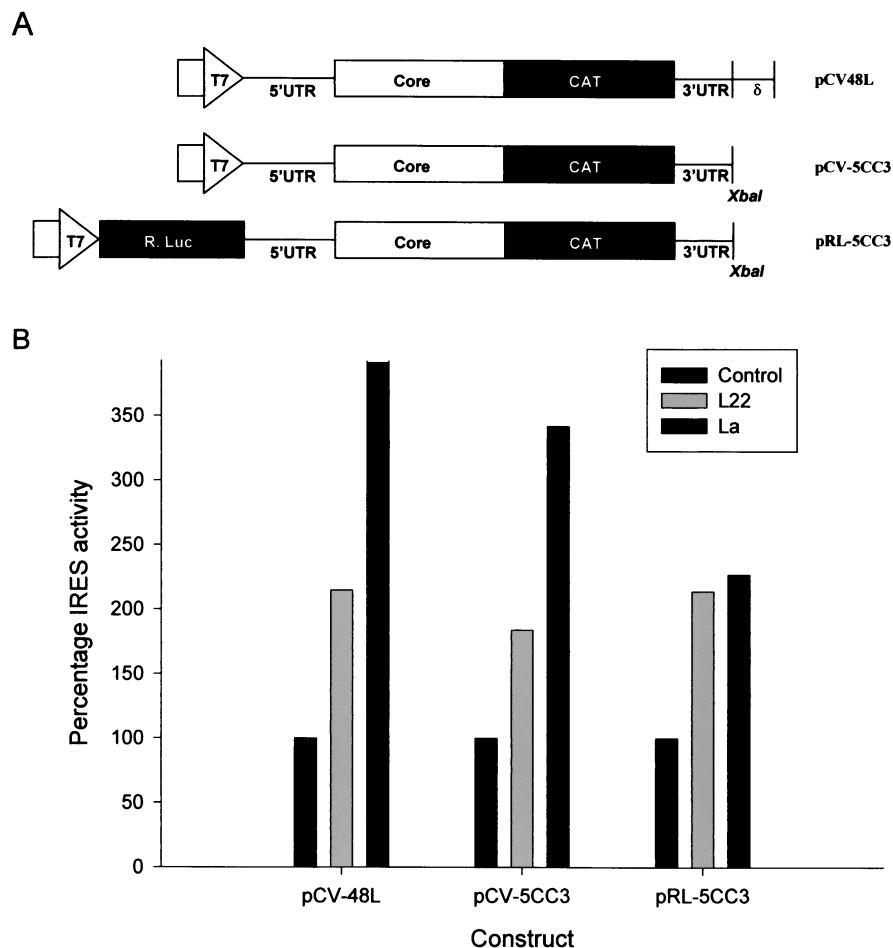 A
T7
5'UTR
Core
CAT
3'UTR
δ
pCV48L
T7
5'UTR
Core
CAT
3'UTR
XbaI
pCV-5CC3
T7
R. Luc
5'UTR
Core
CAT
3'UTR
XbaI
pRL-5CC3
B
Percentage IRES activity
350
300
250
200
150
100
50
0
Control
L22
La
pCV-48L
pCV-5CC3
pRL-5CC3
Construct